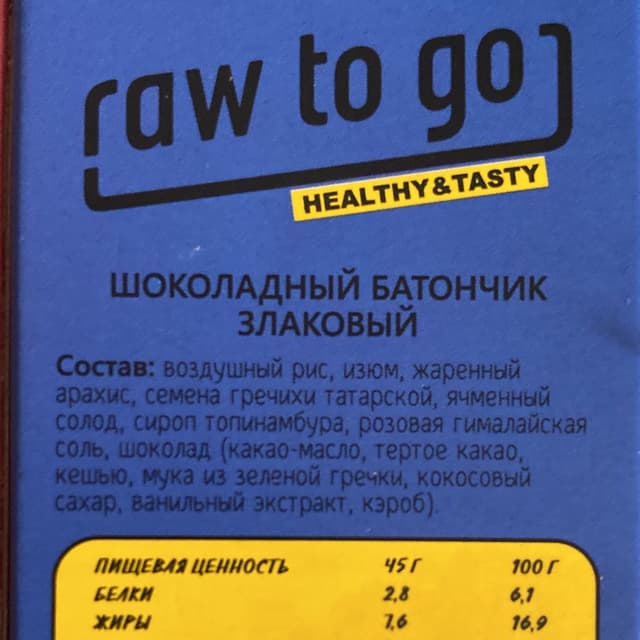 raw to go
HEALTHY&TASTY
ШОКОЛАДНЫЙ БАТОНЧИК
ЗЛАКОВЫЙ
Состав: воздушный рис, изюм, жаренный
арахис, семена гречихи татарской, ячменный
солод, сироп топинамбура, розовая гималайская
соль, шоколад (какао-масло, тертое какао,
кешью, мука из зеленой гречки, кокосовый
сахар, ванильный экстракт, кэроб).
ПИЩЕВАЯ ЦЕННОСТЬ 45 Г 100 Г
БЕЛКИ 2,8 6,1
ЖИРЫ 7,6 16,9